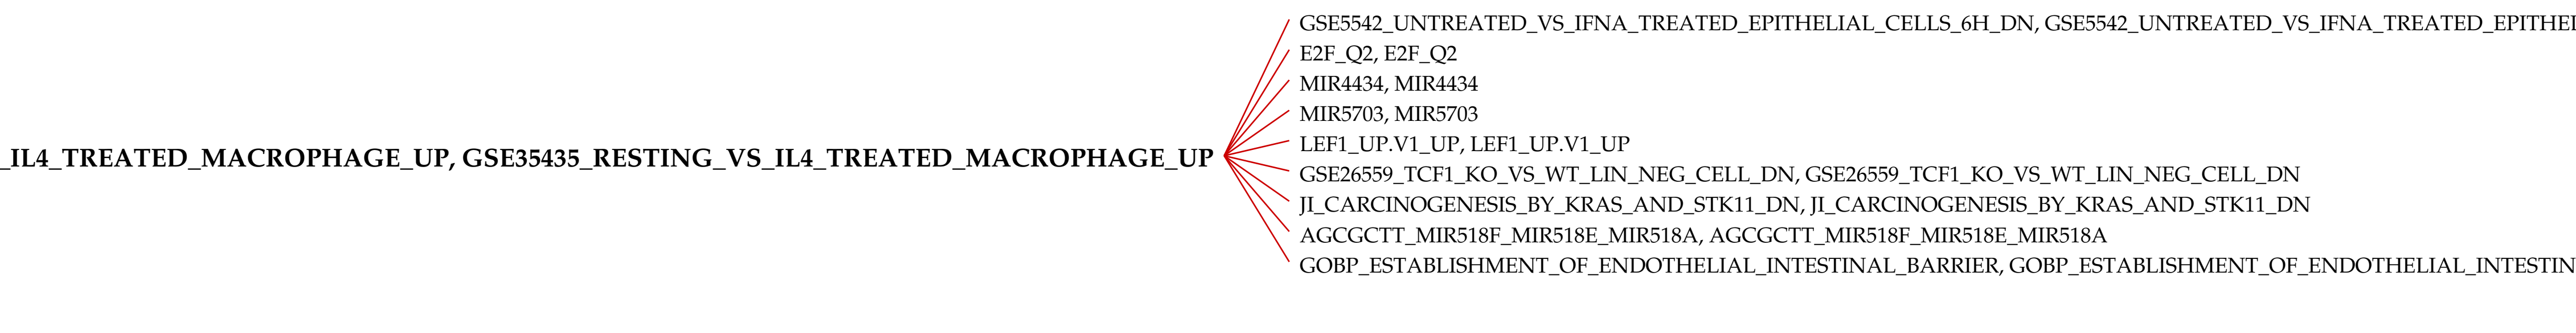 _IL4_TREATED_MACROPHAGE_UP, GSE35435_RESTING_VS_IL4_TREATED_MACROPHAGE_UP
GSE5542_UNTREATED_VS_IFNA_TREATED_EPITHELIAL_CELLS_6H_DN, GSE5542_UNTREATED_VS_IFNA_TREATED_EPITHEL
E2F_Q2, E2F_Q2
MIR4434, MIR4434
MIR5703, MIR5703
LEF1_UP.V1_UP, LEF1_UP.V1_UP
GSE26559_TCF1_KO_VS_WT_LIN_NEG_CELL_DN, GSE26559_TCF1_KO_VS_WT_LIN_NEG_CELL_DN
JI_CARCINOGENESIS_BY_KRAS_AND_STK11_DN, JI_CARCINOGENESIS_BY_KRAS_AND_STK11_DN
AGCGCTT_MIR518F_MIR518E_MIR518A, AGCGCTT_MIR518F_MIR518E_MIR518A
GOBP_ESTABLISHMENT_OF_ENDOTHELIAL_INTESTINAL_BARRIER, GOBP_ESTABLISHMENT_OF_ENDOTHELIAL_INTESTIN